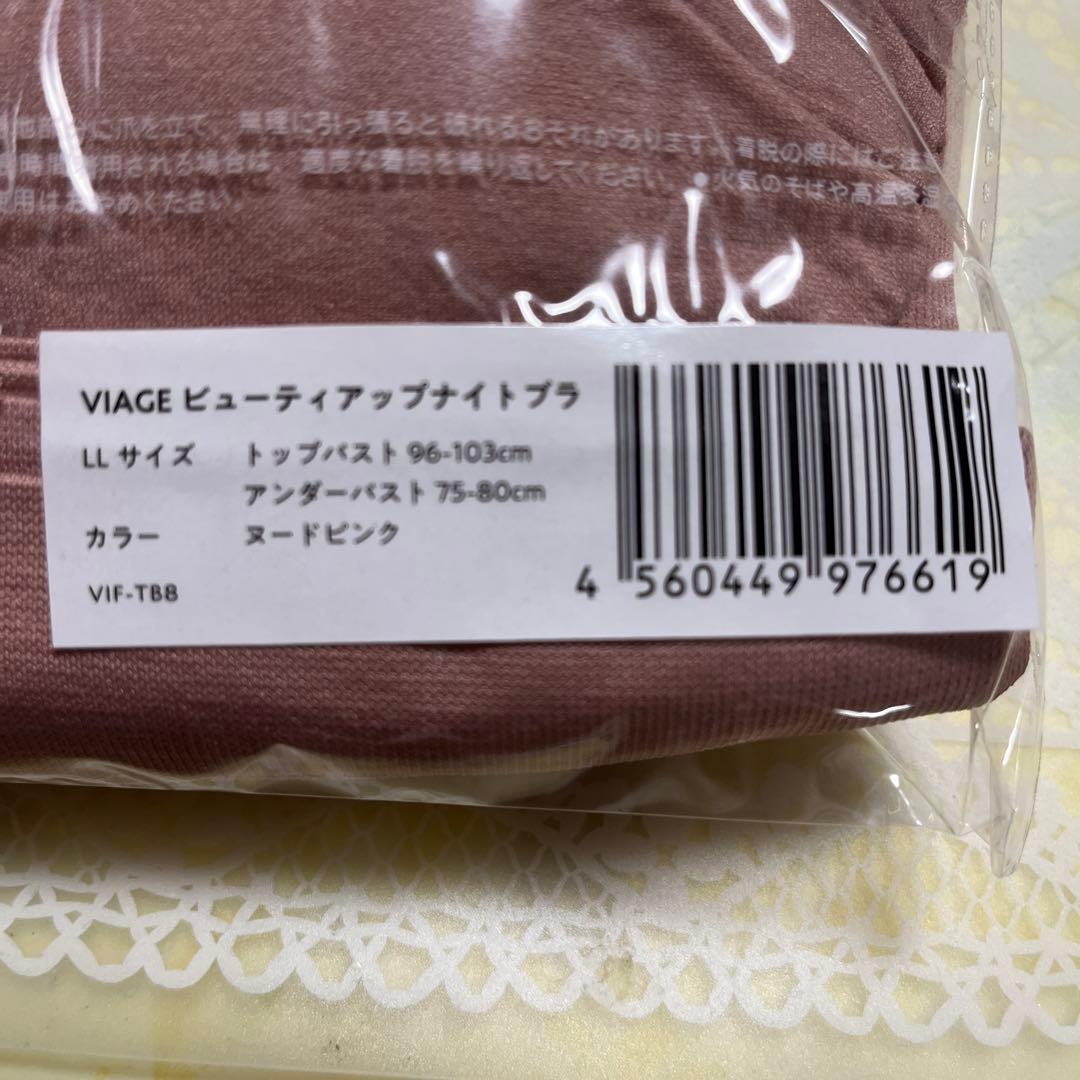 に爪を立て、無理に引っ張ると破れるおそれがあります。着脱の際にはご注意
時間着用される場合は、適度な着脱を繰り返してください。●火気のそばや高温多湿
用はおやめください。
VIAGE ビューティアップナイトブラ
LL サイズ トップバスト 96-103cm
アンダーバスト 75-80cm
カラー ヌードピンク
VIF-TB8
4 560449 976619